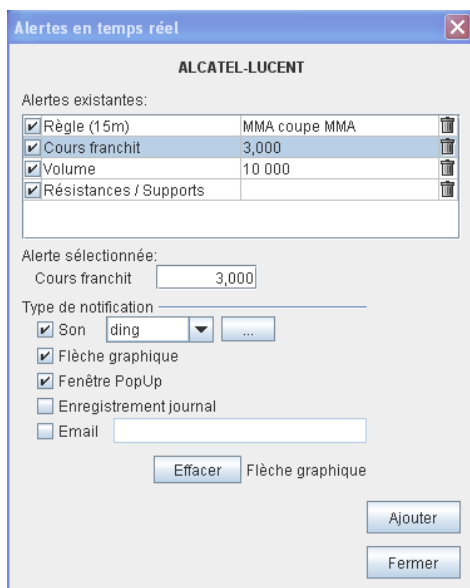 Alertes en temps réel
ALCATEL-LUCENT
Alertes existantes:
Règle (15m) MMA coupe MMA
Cours franchit 3,000
Volume 10 000
Résistances / Supports
Alerte sélectionnée:
Cours franchit 3,000
Type de notification
Son ding ...
Flèche graphique
Fenêtre PopUp
Enregistrement journal
Email
Effacer Flèche graphique
Ajouter
Fermer